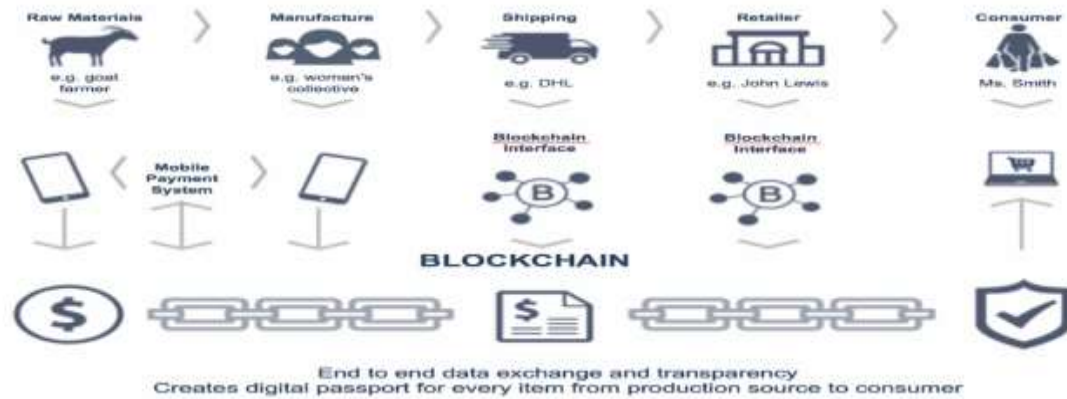 Raw Materials
Manufacture
Shipping
Retailer
Consumer
e.g. goat
farmer
e.g. women's
collective
e.g. DHL
e.g. John Lewis
Ms. Smith
Mobile
Payment
System
Blockchain
Interface
B
Blockchain
Interface
B
BLOCKCHAIN
$
$
End to end data exchange and transparency
Creates digital passport for every item from production source to consumer